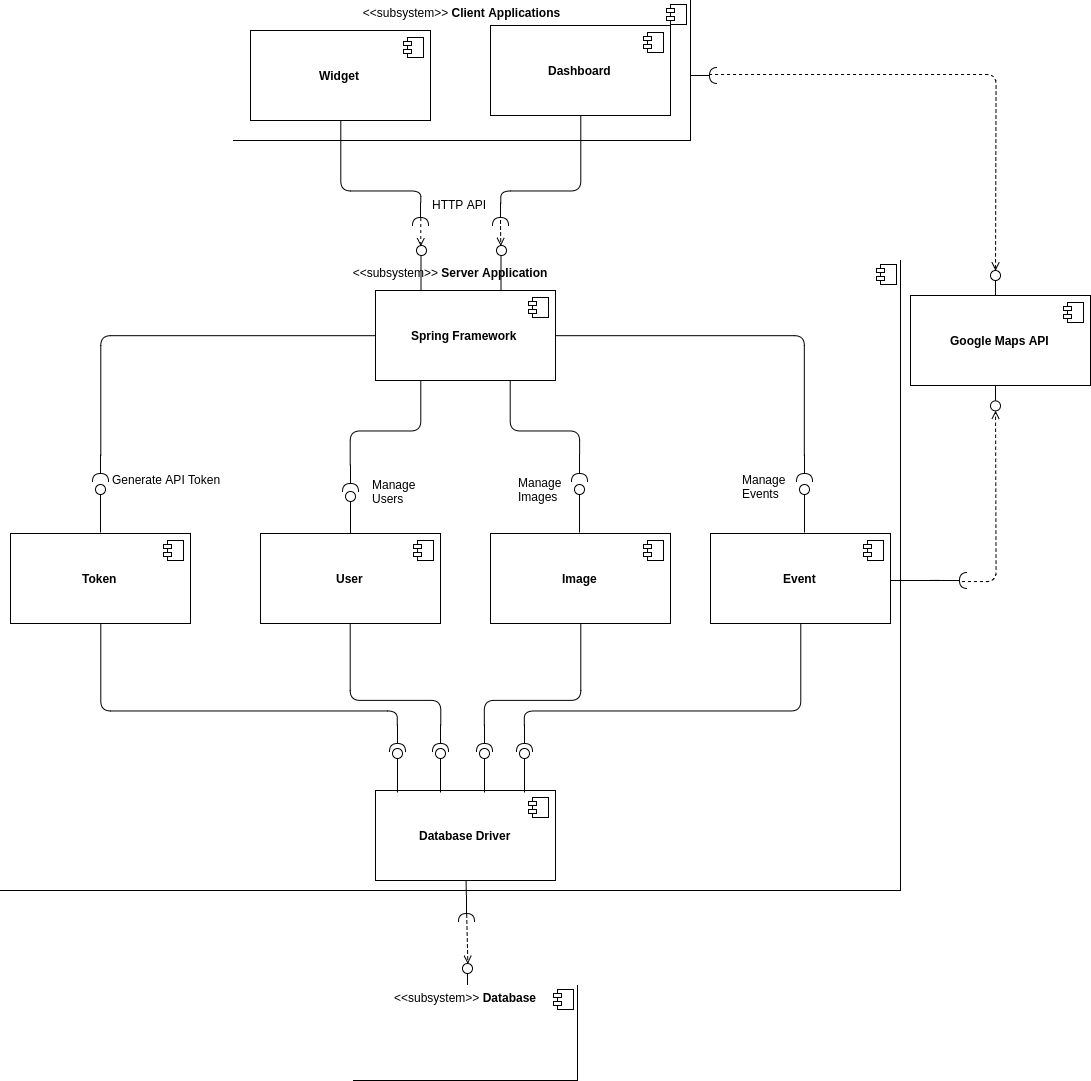 <<subsystem>> Client Applications
Widget
Dashboard
HTTP API
<<subsystem>> Server Application
Spring Framework
Google Maps API
Generate API Token
Manage
Users
Manage
Images
Manage
Events
Token
User
Image
Event
Database Driver
<<subsystem>> Database